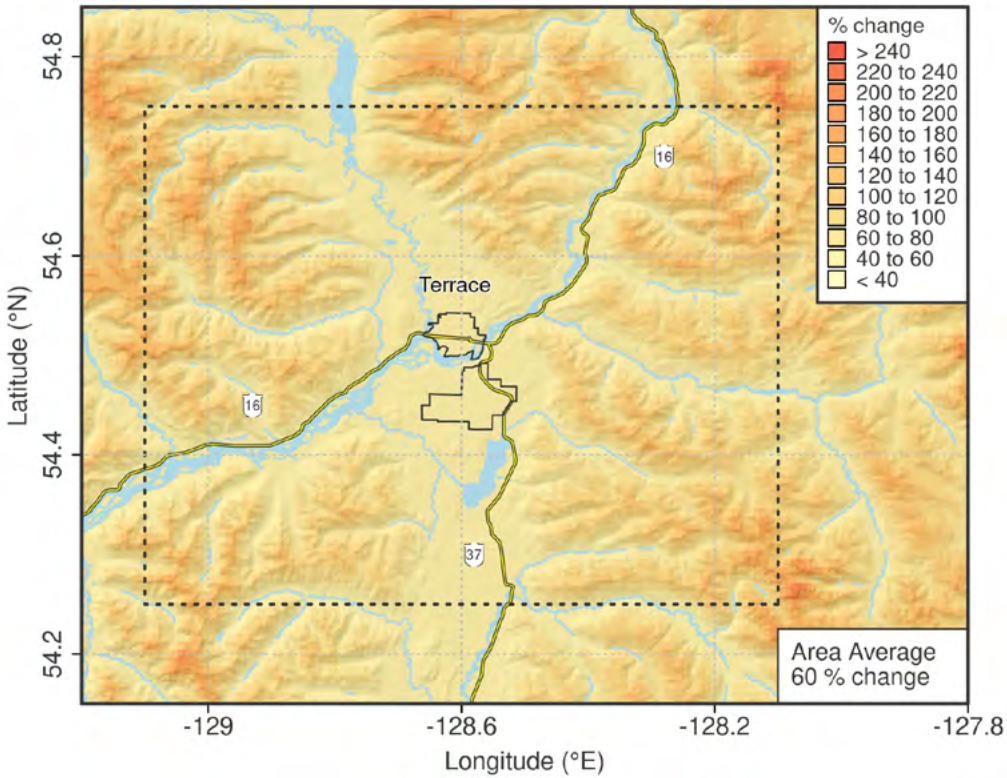 % change
> 240
220 to 240
200 to 220
180 to 200
160 to 180
140 to 160
120 to 140
100 to 120
80 to 100
60 to 80
40 to 60
< 40
54.8
54.6
54.4
54.2
Latitude (°N)
16
Terrace
16
37
Area Average
60 % change
-129
-128.6
-128.2
-127.8
Longitude (°E)